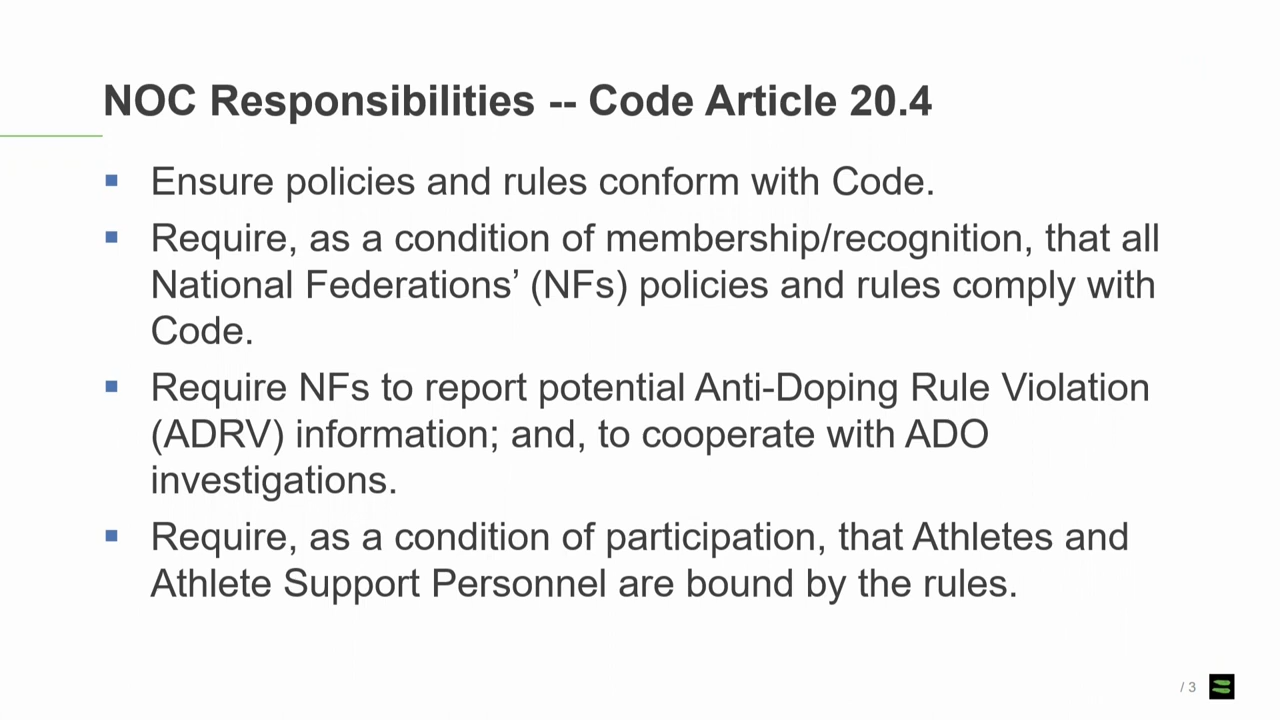 NOC Responsibilities -- Code Article 20.4
Ensure policies and rules conform with Code.
Require, as a condition of membership/recognition, that all
National Federations’ (NFs) policies and rules comply with
Code.
Require NFs to report potential Anti-Doping Rule Violation
(ADRV) information; and, to cooperate with ADO
investigations.
Require, as a condition of participation, that Athletes and
Athlete Support Personnel are bound by the rules.
/ 3